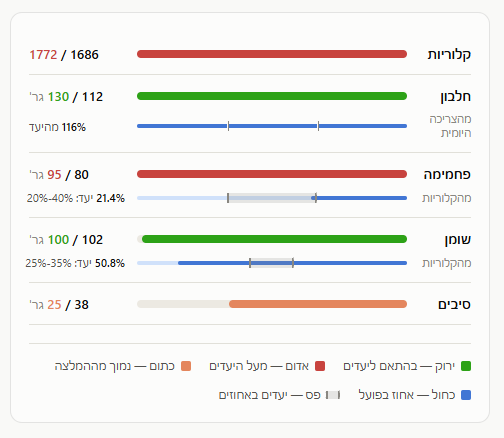 קלוריות 1772 / 1686
חלבון 130 / 112 גר'
מהצריכה היומית 116% מהיעד
פחמימה 95 / 80 גר'
מהקלוריות 21.4% יעד: 20%-40%
שומן 100 / 102 גר'
מהקלוריות 50.8% יעד: 25%-35%
סיבים 25 / 38 גר'
ירוק — בהתאם ליעדים אדום — מעל היעדים כתום — נמוך מההמלצה
כחול — אחוז בפועל פס — יעדים באחוזים